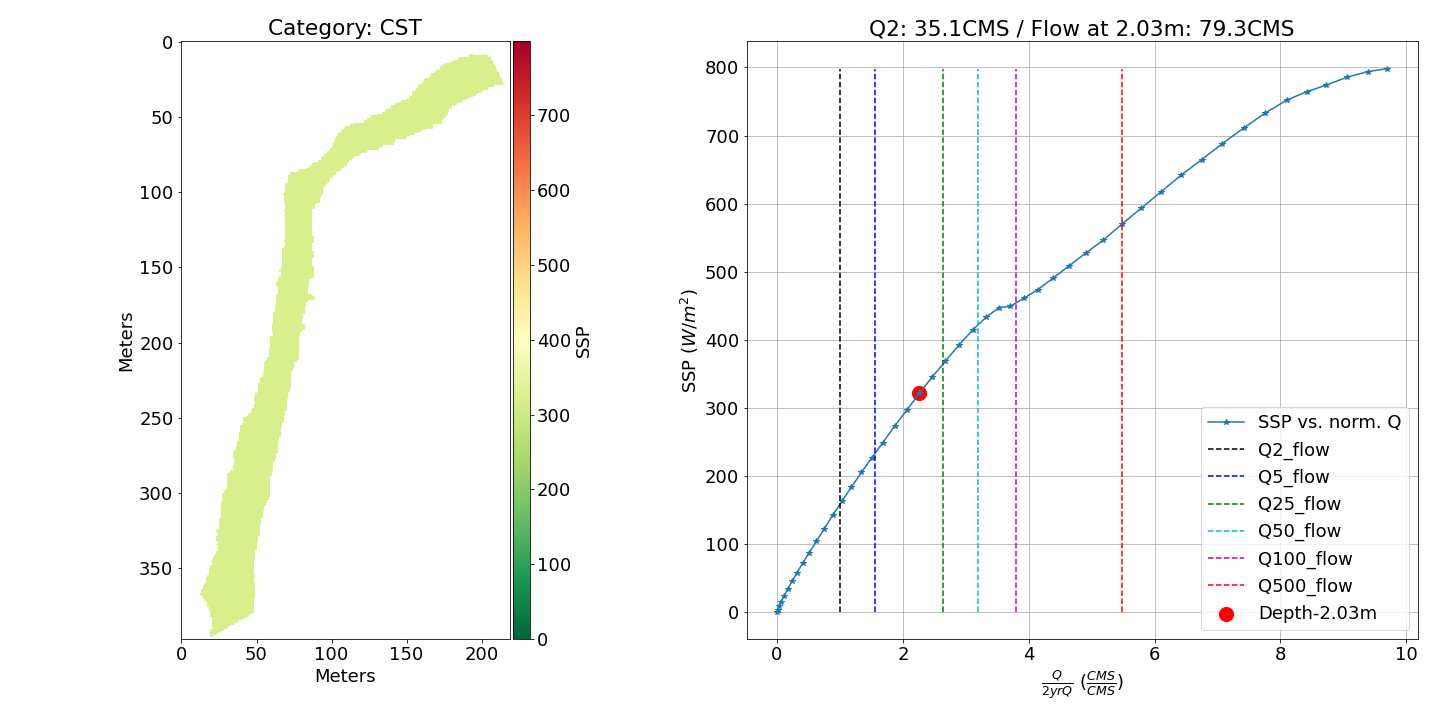 Category: CST
0
50
100
150
200
250
300
350
Meters
0 50 100 150 200
Meters
700
600
500
400
300
200
100
0
SSP
Q2: 35.1CMS / Flow at 2.03m: 79.3CMS
800
700
600
500
400
300
200
100
0
SSP (W/m²)
0 2 4 6 8 10
Q/2yrQ (CMS/CMS)
SSP vs. norm. Q
Q2_flow
Q5_flow
Q25_flow
Q50_flow
Q100_flow
Q500_flow
Depth-2.03m